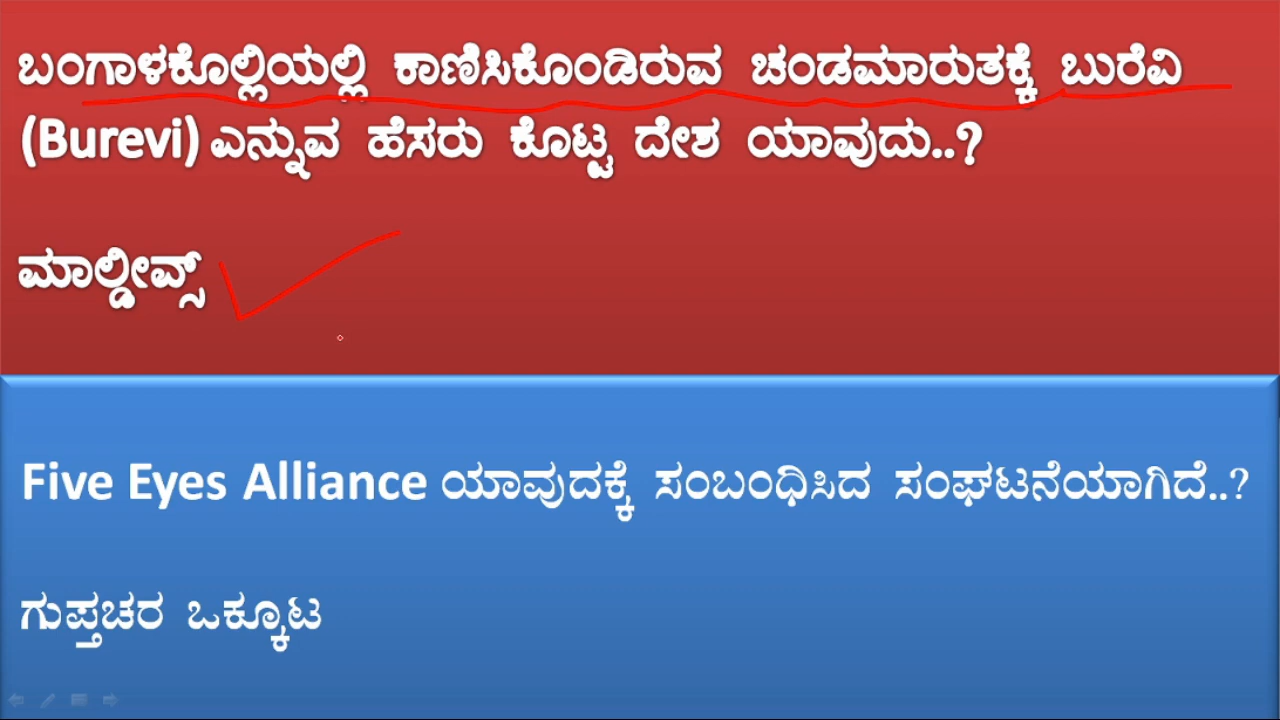 ಬಂಗಾಳಕೊಲ್ಲಿಯಲ್ಲಿ ಕಾಣಿಸಿಕೊಂಡಿರುವ ಚಂಡಮಾರುತಕ್ಕೆ ಬುರೆವಿ
(Burevi) ಎನ್ನುವ ಹೆಸರು ಕೊಟ್ಟ ದೇಶ ಯಾವುದು..?
ಮಾಲ್ಡೀವ್ಸ್
Five Eyes Alliance ಯಾವುದಕ್ಕೆ ಸಂಬಂಧಿಸಿದ ಸಂಘಟನೆಯಾಗಿದೆ..?
ಗುಪ್ತಚರ ಒಕ್ಕೂಟ